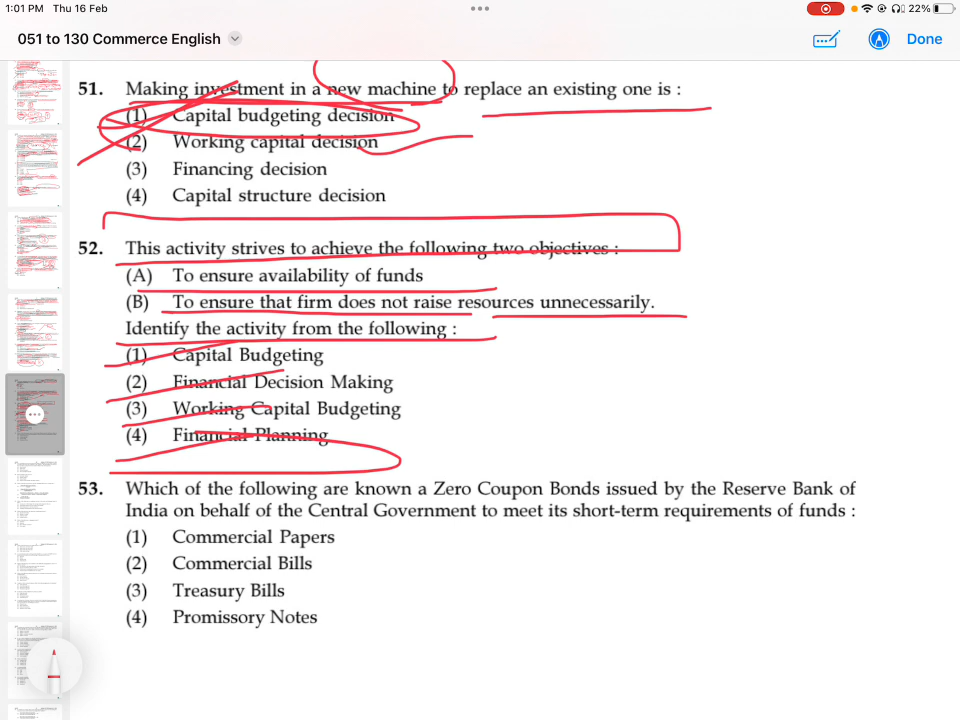 1:01 PM Thu 16 Feb
22%
051 to 130 Commerce English
Done
51. Making investment in a new machine to replace an existing one is :
(1) Capital budgeting decision
(2) Working capital decision
(3) Financing decision
(4) Capital structure decision
52. This activity strives to achieve the following two objectives :
(A) To ensure availability of funds
(B) To ensure that firm does not raise resources unnecessarily.
Identify the activity from the following :
(1) Capital Budgeting
(2) Financial Decision Making
(3) Working Capital Budgeting
(4) Financial Planning
53. Which of the following are known a Zero Coupon Bonds issued by the Reserve Bank of
India on behalf of the Central Government to meet its short-term requirements of funds :
(1) Commercial Papers
(2) Commercial Bills
(3) Treasury Bills
(4) Promissory Notes